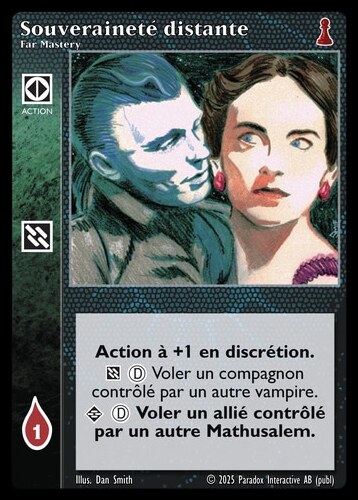 Souveraineté distante
Far Mastery
ACTION
Action à +1 en discrétion.
D Voler un compagnon
contrôlé par un autre vampire.
D Voler un allié contrôlé
par un autre Mathusalem.
1
Illus. Dan Smith © 2025 Paradox Interactive AB (publ)